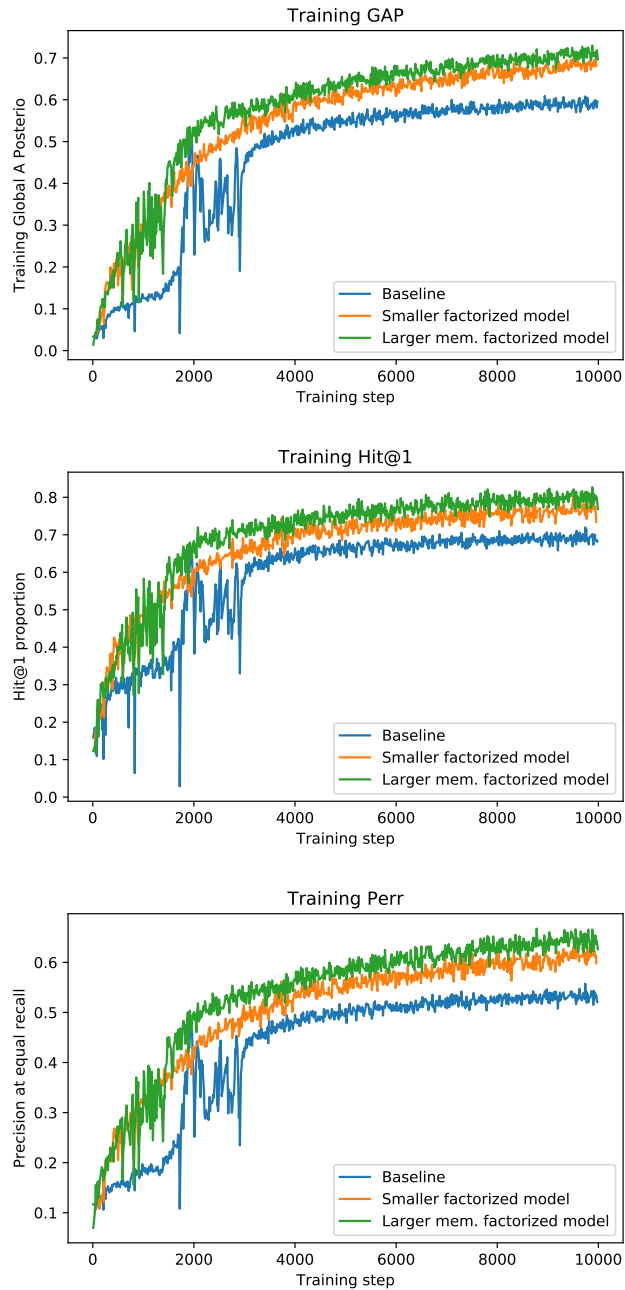 Training GAP
Training Global A Posterio
0.7
0.6
0.5
0.4
0.3
0.2
0.1
0.0
Baseline
Smaller factorized model
Larger mem. factorized model
0 2000 4000 6000 8000 10000
Training step
Training Hit@1
Hit@1 proportion
0.8
0.7
0.6
0.5
0.4
0.3
0.2
0.1
0.0
Baseline
Smaller factorized model
Larger mem. factorized model
0 2000 4000 6000 8000 10000
Training step
Training Perr
Precision at equal recall
0.6
0.5
0.4
0.3
0.2
0.1
Baseline
Smaller factorized model
Larger mem. factorized model
0 2000 4000 6000 8000 10000
Training step